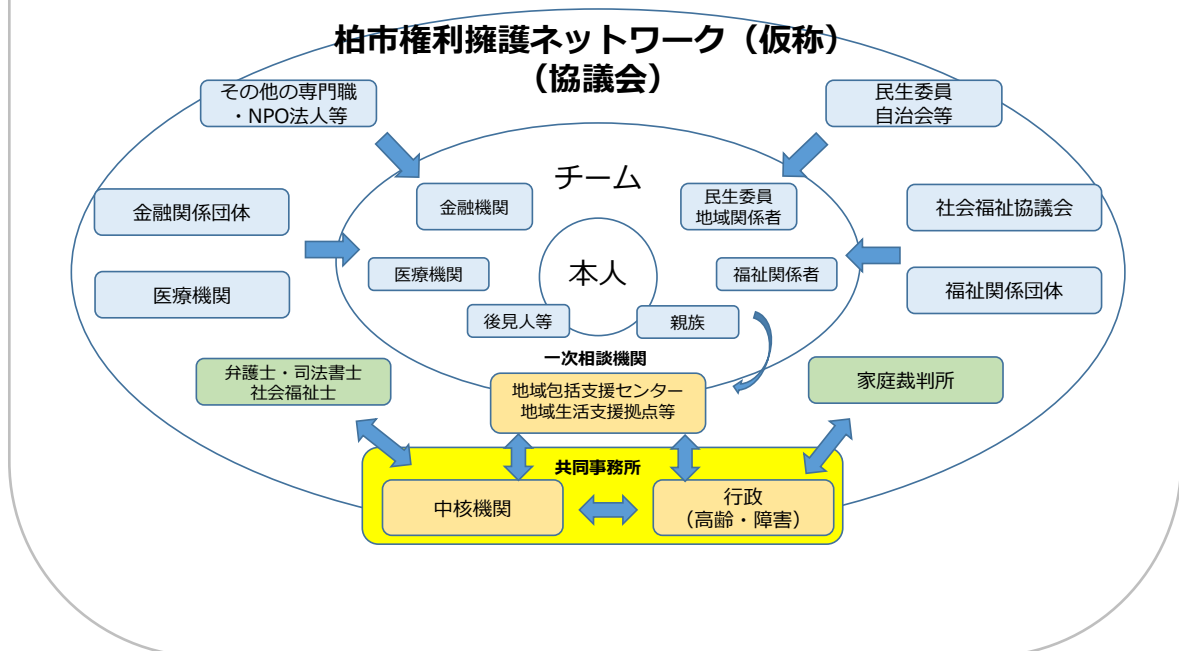 柏市権利擁護ネットワーク（仮称）
（協議会）
その他の専門職
・NPO法人等
民生委員
自治会等
チーム
金融関係団体
金融機関
民生委員
地域関係者
社会福祉協議会
本人
医療機関
医療機関
福祉関係者
福祉関係団体
後見人等
親族
一次相談機関
弁護士・司法書士
社会福祉士
地域包括支援センター
地域生活支援拠点等
家庭裁判所
共同事務所
中核機関
行政
（高齢・障害）